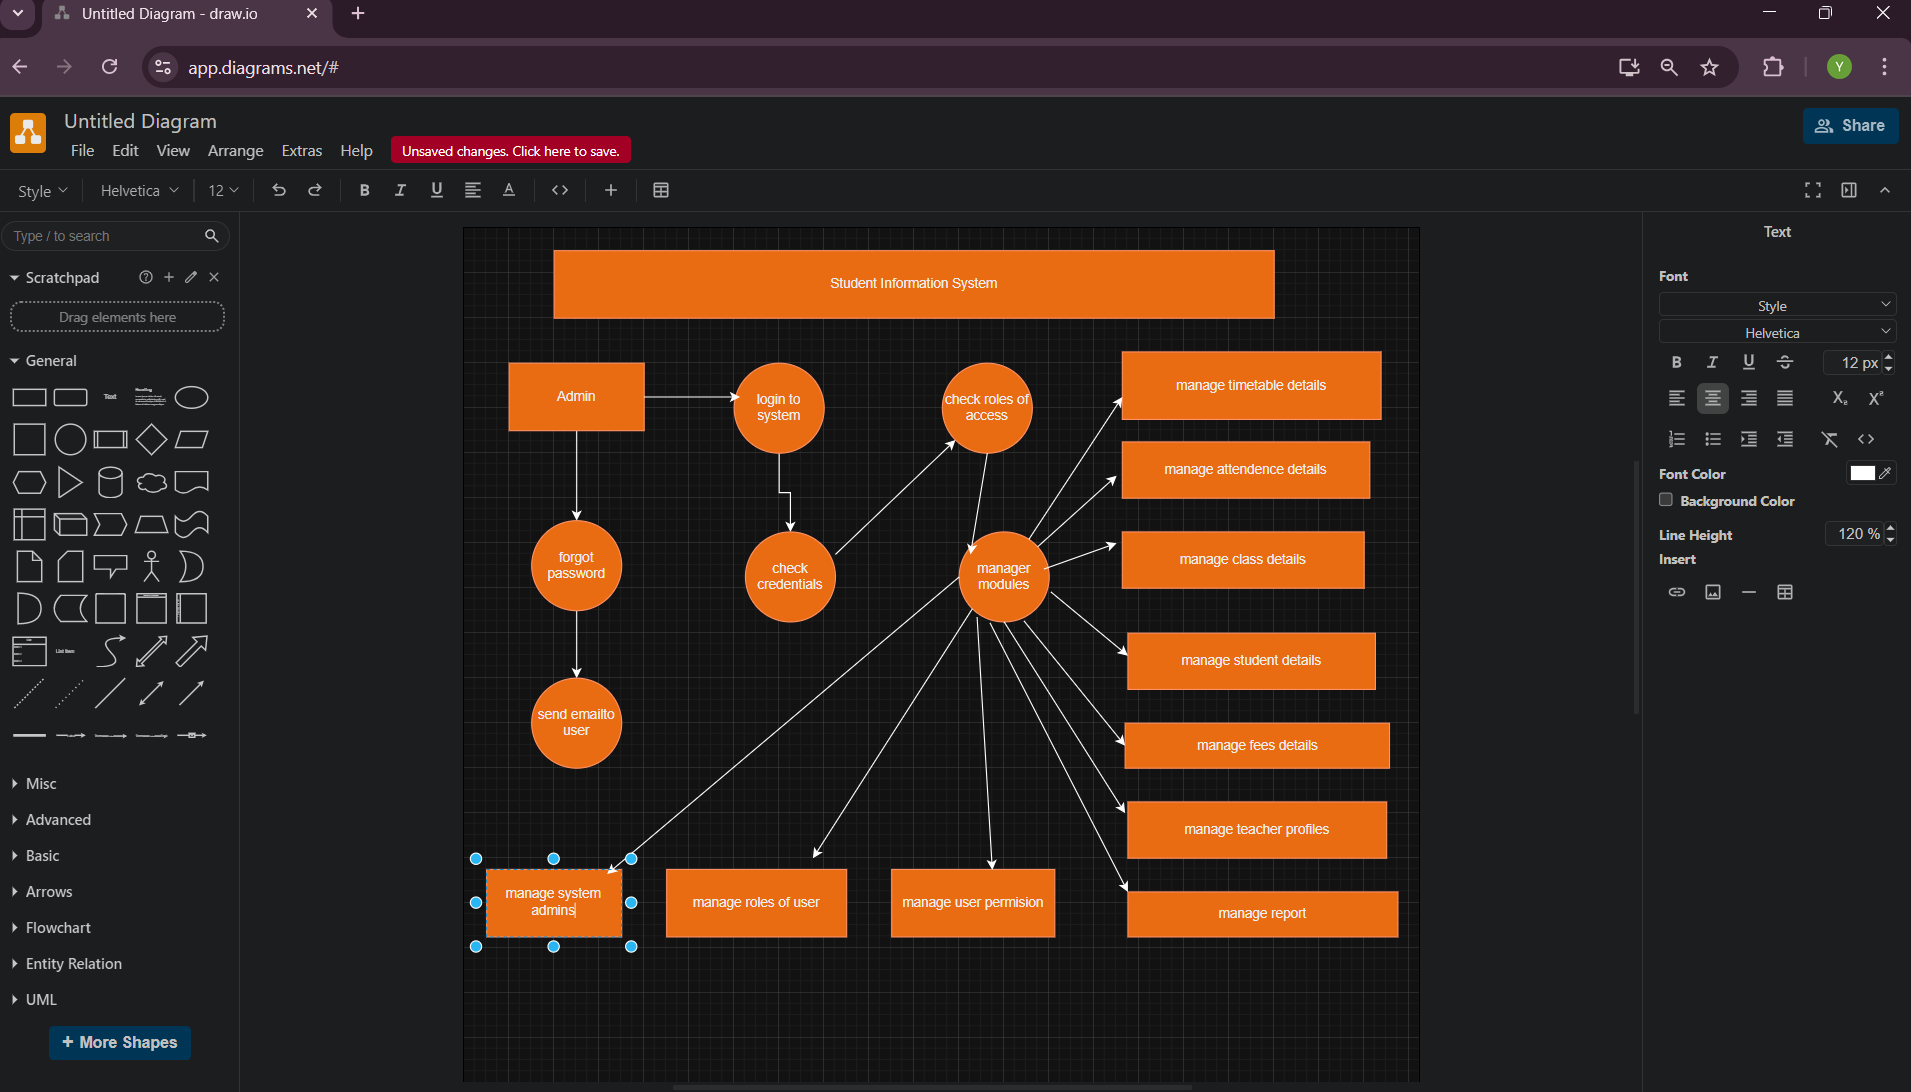 Untitled Diagram - draw.io
app.diagrams.net/#
Y
Untitled Diagram
Share
File Edit View Arrange Extras Help Unsaved changes. Click here to save.
Style Helvetica 12
Type / to search
Scratchpad
Drag elements here
General
Text
Heading
List Item
Misc
Advanced
Basic
Arrows
Flowchart
Entity Relation
UML
+ More Shapes
Student Information System
Admin
login to
system
check roles of
access
manage timetable details
manage attendence details
forgot
password
check
credentials
manager
modules
manage class details
manage student details
send emailto
user
manage fees details
manage teacher profiles
manage system
admins
manage roles of user
manage user permision
manage report
Text
Font
Style
Helvetica
12 px
Font Color
Background Color
Line Height 120 %
Insert